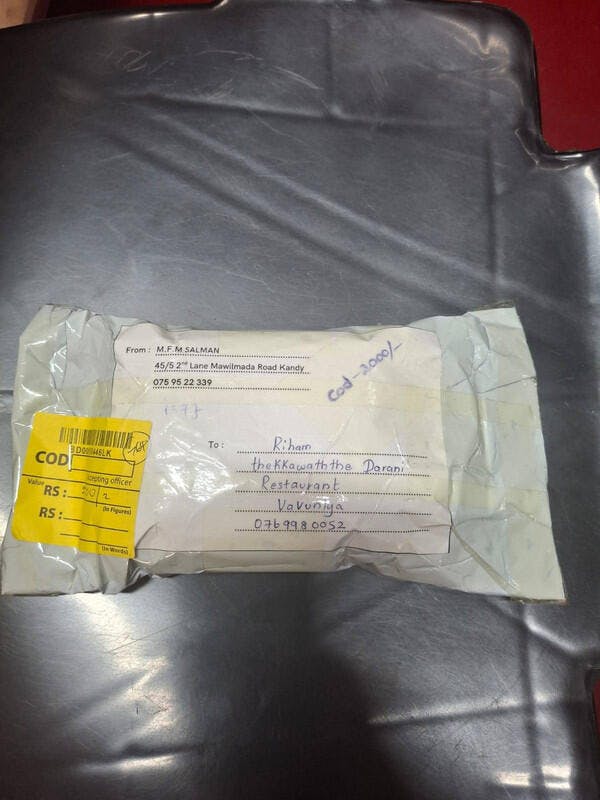 From : M.F.M SALMAN
45/5 2nd Lane Mawilmada Road Kandy
075 95 22 339
Cod - 2000/-
To : Riham
thekkawaththe Darani
Restaurant
Vavuniya
0769980052
COD
accepting officer
Value RS :
(In Figures)
RS :
(In Words)